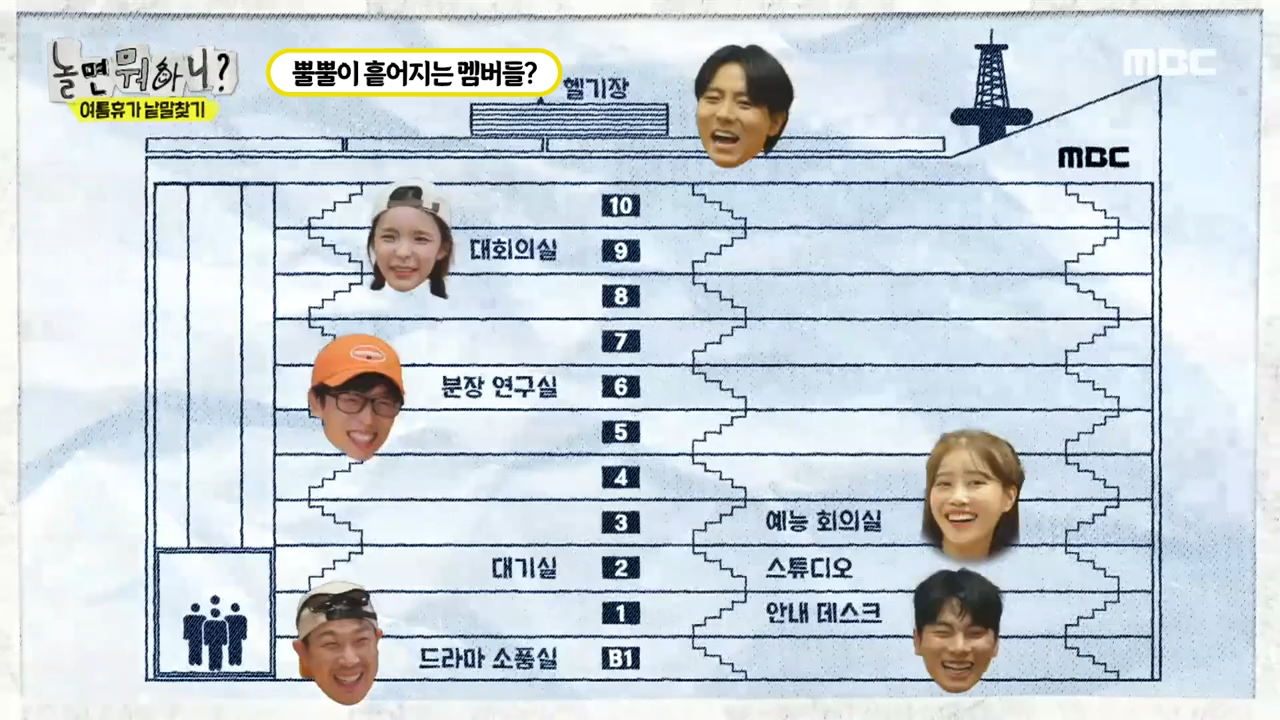 놀면 뭐하니?
여름휴가 낱말찾기
뿔뿔이 흩어지는 멤버들?
MBC
헬기장
MBC
10
대회의실 9
8
7
분장 연구실 6
5
4
3 예능 회의실
대기실 2 스튜디오
1 안내 데스크
드라마 소품실 B1